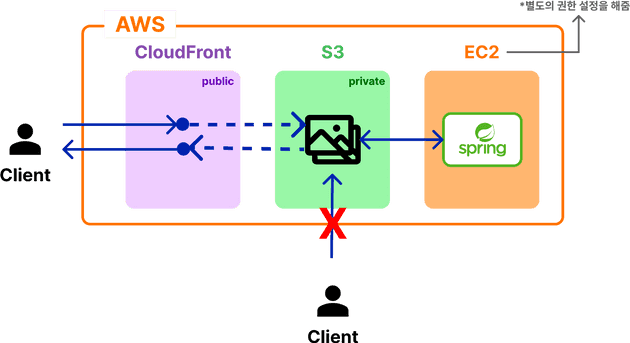 *별도의 권한 설정을 해줌
AWS
CloudFront
S3
EC2
public
private
spring
Client
Client